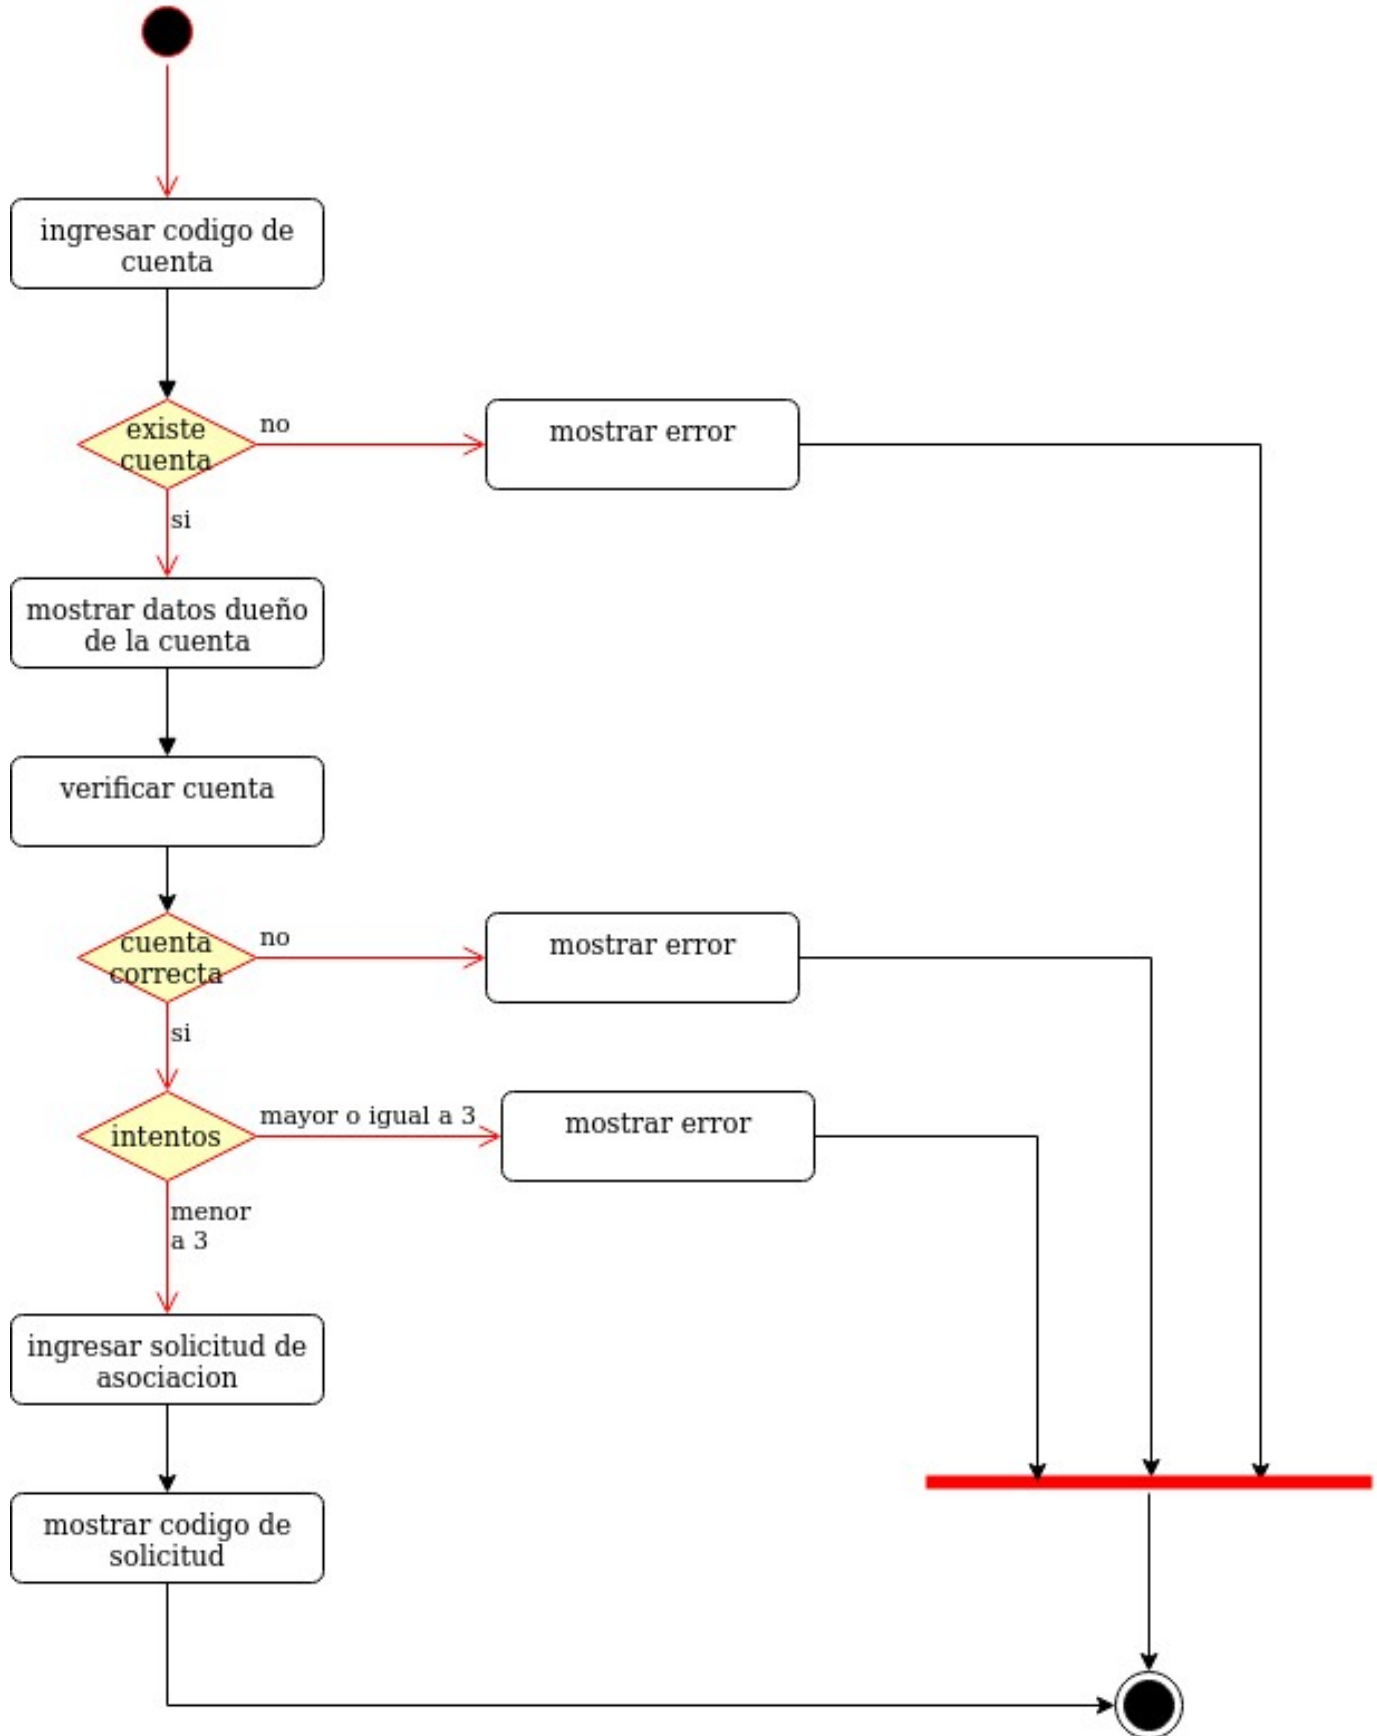 ingresar codigo de
cuenta
existe
cuenta
no
mostrar error
si
mostrar datos dueño
de la cuenta
verificar cuenta
cuenta
correcta
no
mostrar error
si
intentos
mayor o igual a 3
mostrar error
menor
a 3
ingresar solicitud de
asociacion
mostrar codigo de
solicitud